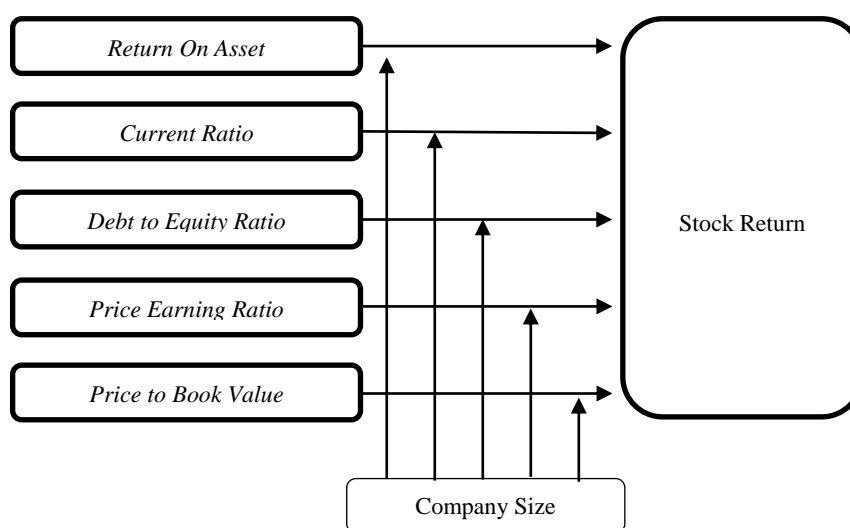 Return On Asset
Current Ratio
Debt to Equity Ratio
Stock Return
Price Earning Ratio
Price to Book Value
Company Size